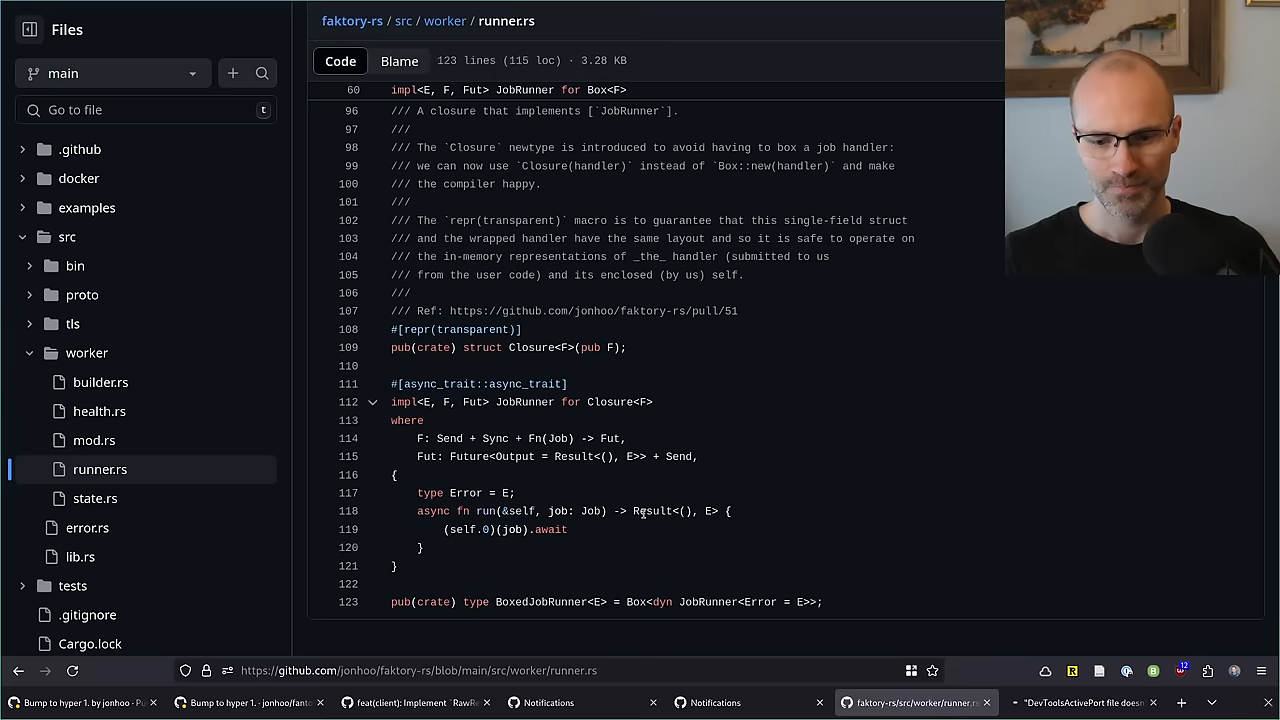 Files
faktory-rs / src / worker / runner.rs
main
Code
Blame
123 lines (115 loc) · 3.28 KB
Go to file
t
.github
docker
examples
src
bin
proto
tls
worker
builder.rs
health.rs
mod.rs
runner.rs
state.rs
error.rs
lib.rs
tests
.gitignore
Cargo.lock
60 impl<E, F, Fut> JobRunner for Box<F>
96 /// A closure that implements [`JobRunner`].
97 ///
98 /// The `Closure` newtype is introduced to avoid having to box a job handler:
99 /// we can now use `Closure(handler)` instead of `Box::new(handler)` and make
100 /// the compiler happy.
101 ///
102 /// The `repr(transparent)` macro is to guarantee that this single-field struct
103 /// and the wrapped handler have the same layout and so it is safe to operate on
104 /// the in-memory representations of _the_ handler (submitted to us
105 /// from the user code) and its enclosed (by us) self.
106 ///
107 /// Ref: https://github.com/jonhoo/faktory-rs/pull/51
108 #[repr(transparent)]
109 pub(crate) struct Closure<F>(pub F);
110
111 #[async_trait::async_trait]
112 impl<E, F, Fut> JobRunner for Closure<F>
113 where
114 F: Send + Sync + Fn(Job) -> Fut,
115 Fut: Future<Output = Result<(), E>> + Send,
116 {
117 type Error = E;
118 async fn run(&self, job: Job) -> Result<(), E> {
119 (self.0)(job).await
120 }
121 }
122
123 pub(crate) type BoxedJobRunner<E> = Box<dyn JobRunner<Error = E>>;
https://github.com/jonhoo/faktory-rs/blob/main/src/worker/runner.rs
12
Bump to hyper 1. by jonhoo · Pu
Bump to hyper 1. · jonhoo/fanto
feat(client): Implement `RawRe
Notifications
Notifications
faktory-rs/src/worker/runner.rs
"DevToolsActivePort file doesn